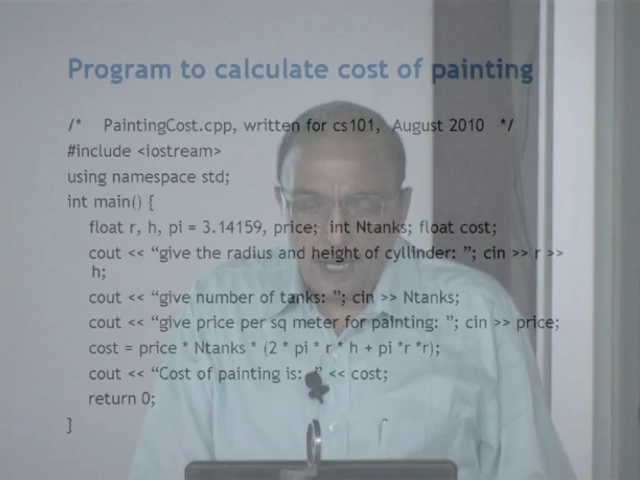 Program to calculate cost of painting
/* PaintingCost.cpp, written for cs101, August 2010 */
#include <iostream>
using namespace std;
int main() {
float r, h, pi = 3.14159, price; int Ntanks; float cost;
cout << “give the radius and height of cyllinder: ”; cin >> r >>
h;
cout << “give number of tanks: ”; cin >> Ntanks;
cout << “give price per sq meter for painting: ”; cin >> price;
cost = price * Ntanks * (2 * pi * r * h + pi *r *r);
cout << “Cost of painting is: ” << cost;
return 0;
}